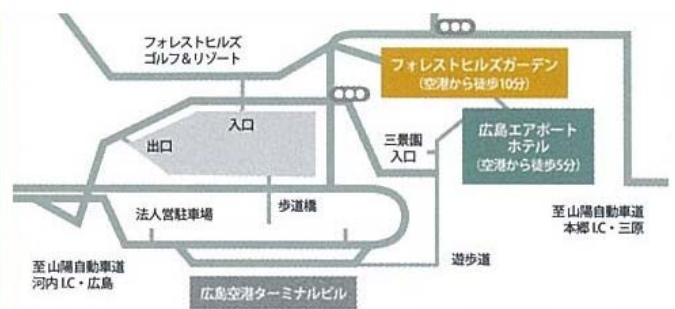 フォレストヒルズ
ゴルフ&リゾート
フォレストヒルズガーデン
(空港から徒歩10分)
入口
出口
三景園
入口
広島エアポート
ホテル
(空港から徒歩5分)
法人営駐車場
歩道橋
至山陽自動車道
本郷I.C・三原
至山陽自動車道
河内I.C・広島
遊歩道
広島空港ターミナルビル